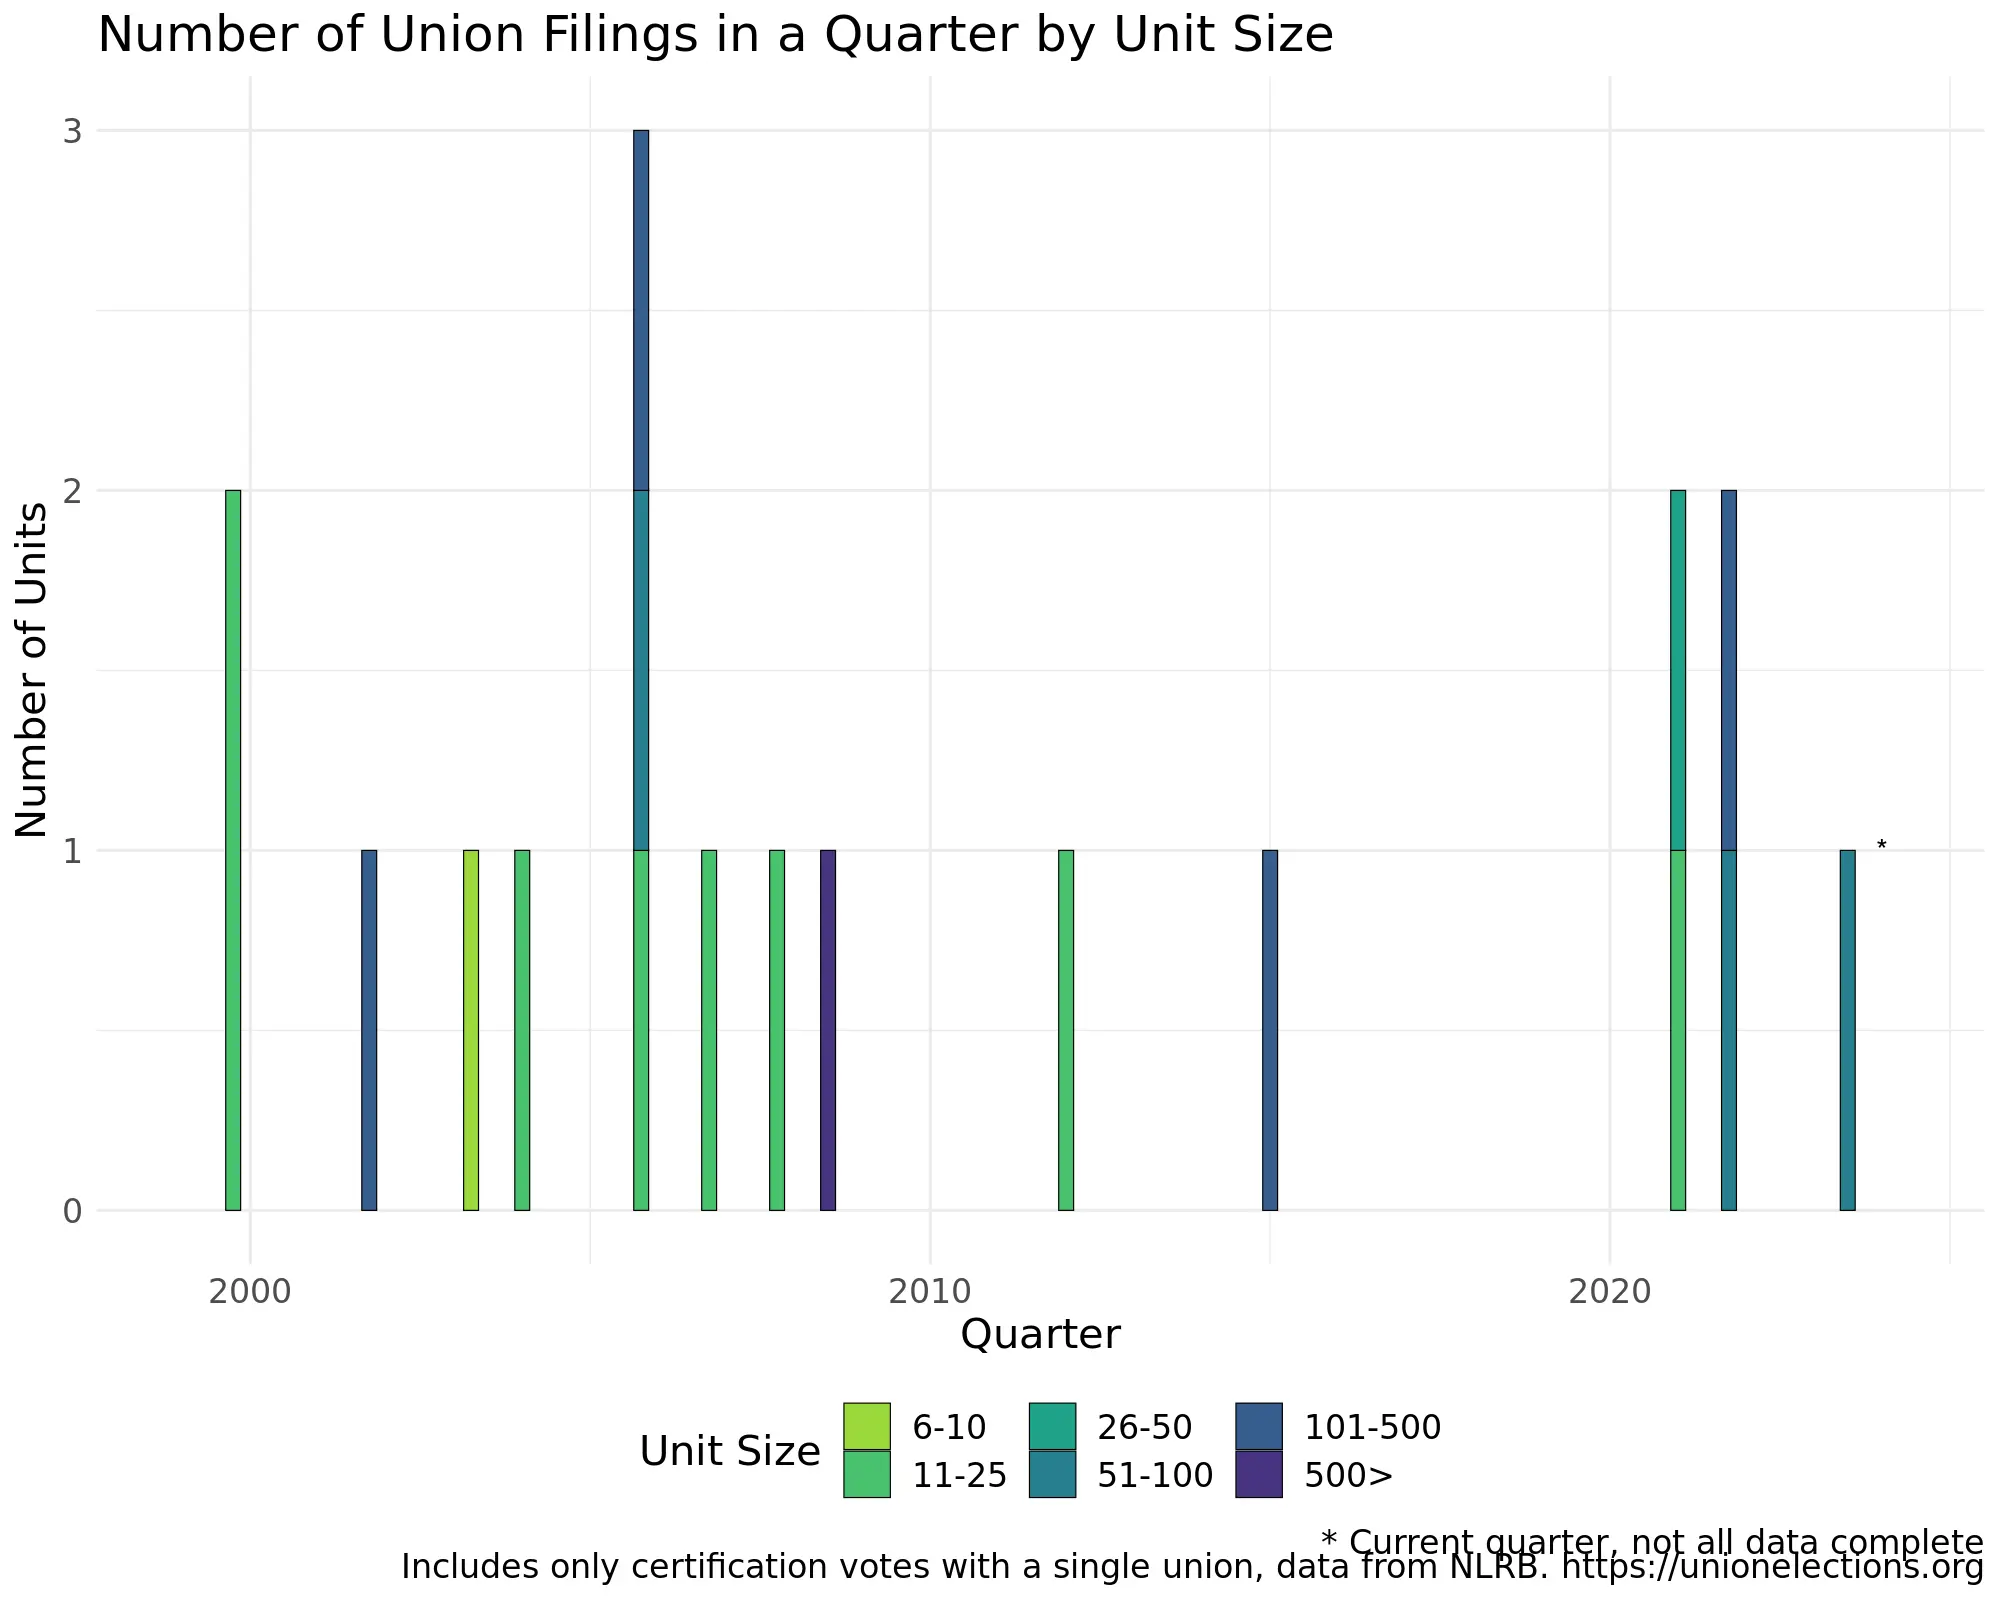 Number of Union Filings in a Quarter by Unit Size
Number of Units
3
2
1
0
*
2000 2010 2020
Quarter
Unit Size
6-10 26-50 101-500
11-25 51-100 500>
* Current quarter, not all data complete
Includes only certification votes with a single union, data from NLRB. https://unionelections.org